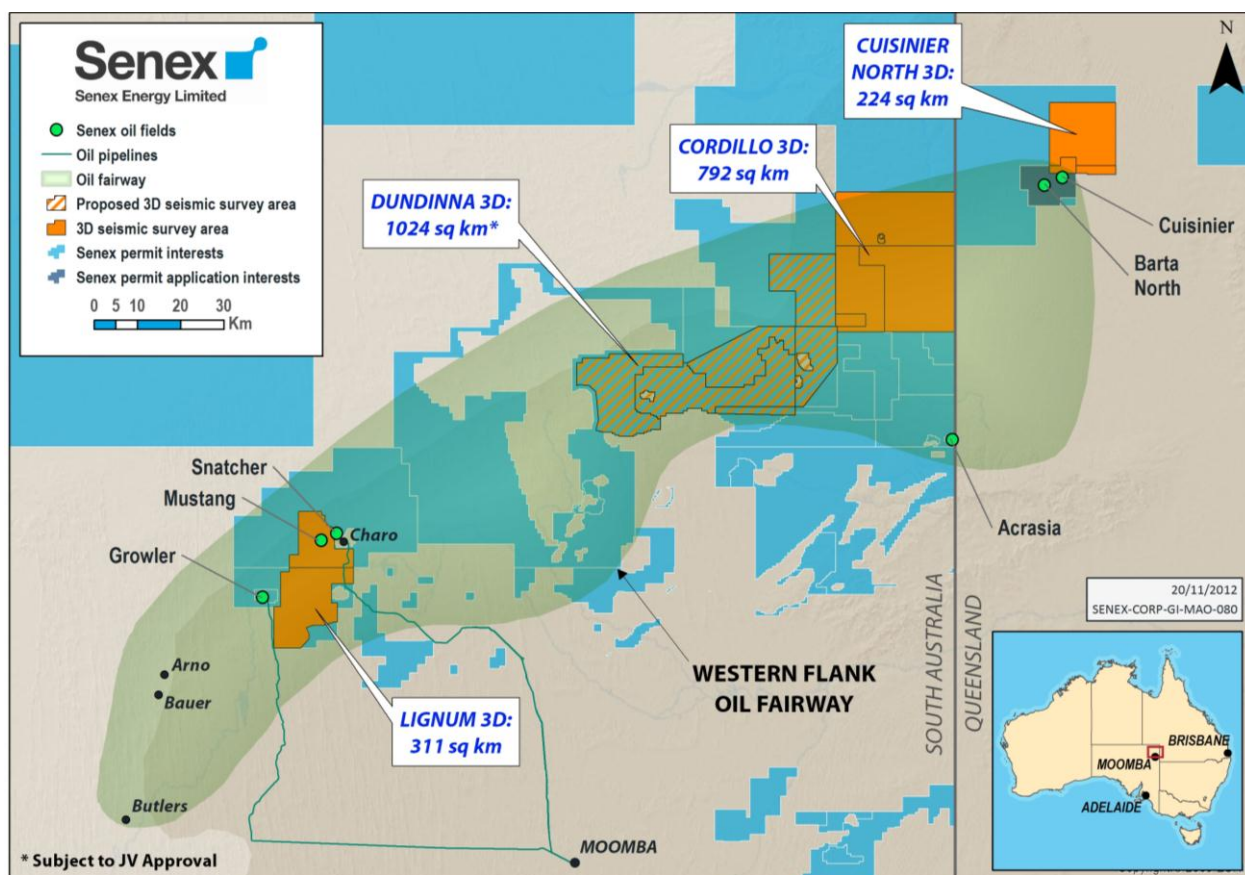 Senex
Senex Energy Limited
Senex oil fields
Oil pipelines
Oil fairway
Proposed 3D seismic survey area
3D seismic survey area
Senex permit interests
Senex permit application interests
0 5 10 20 30
Km
N
CUISINIER
NORTH 3D:
224 sq km
CORDILLO 3D:
792 sq km
DUNDINNA 3D:
1024 sq km*
Cuisinier
Barta
North
Snatcher
Mustang
Charo
Growler
Acrasia
Arno
Bauer
WESTERN FLANK
OIL FAIRWAY
LIGNUM 3D:
311 sq km
SOUTH AUSTRALIA
QUEENSLAND
20/11/2012
SENEX-CORP-GI-MAO-080
Butlers
MOOMBA
* Subject to JV Approval
BRISBANE
MOOMBA
ADELAIDE